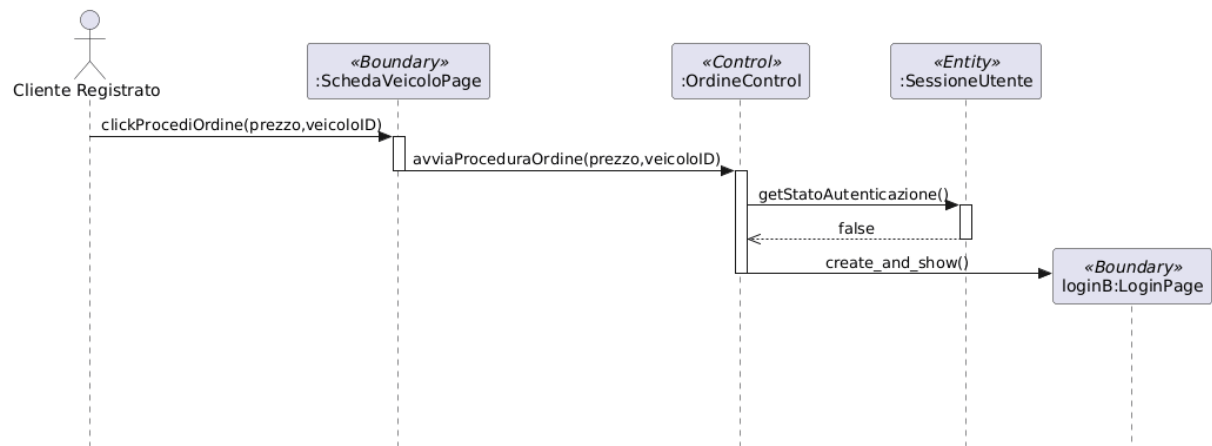 Cliente Registrato
«Boundary»
:SchedaVeicoloPage
«Control»
:OrdineControl
«Entity»
:SessioneUtente
clickProcediOrdine(prezzo,veicoloID)
avviaProceduraOrdine(prezzo,veicoloID)
getStatoAutenticazione()
false
create_and_show()
«Boundary»
loginB:LoginPage